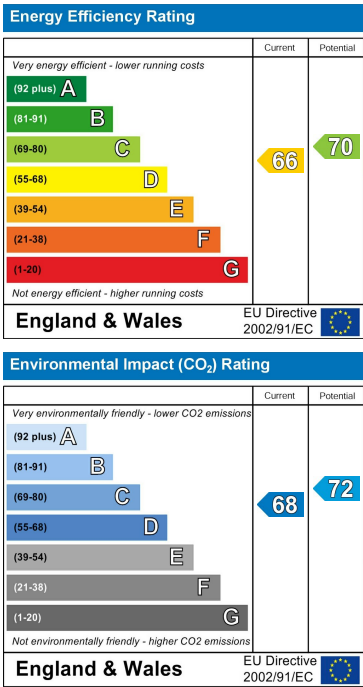 Energy Efficiency Rating
Current Potential
Very energy efficient - lower running costs
(92 plus) A
(81-91) B
(69-80) C
(55-68) D
(39-54) E
(21-38) F
(1-20) G
66
70
Not energy efficient - higher running costs
England & Wales
EU Directive
2002/91/EC
Environmental Impact (CO₂) Rating
Current Potential
Very environmentally friendly - lower CO2 emissions
(92 plus) A
(81-91) B
(69-80) C
(55-68) D
(39-54) E
(21-38) F
(1-20) G
68
72
Not environmentally friendly - higher CO2 emissions
England & Wales
EU Directive
2002/91/EC